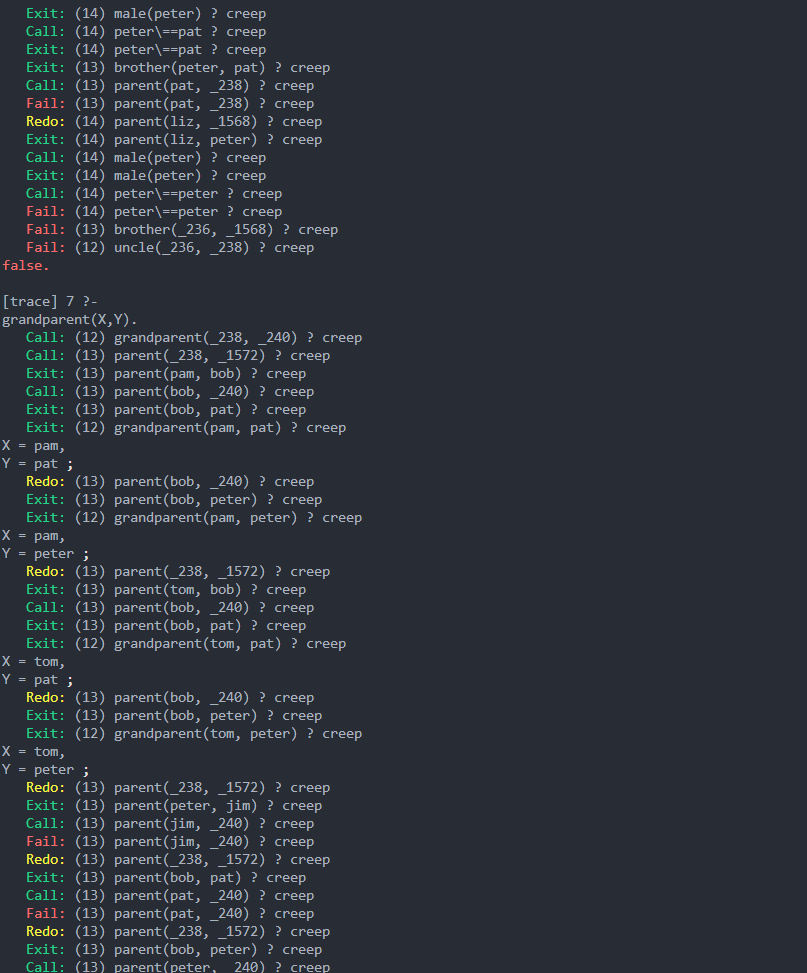 Exit: (14) male(peter) ? creep
Call: (14) peter\==pat ? creep
Exit: (14) peter\==pat ? creep
Exit: (13) brother(peter, pat) ? creep
Call: (13) parent(pat, _238) ? creep
Fail: (13) parent(pat, _238) ? creep
Redo: (14) parent(liz, _1568) ? creep
Exit: (14) parent(liz, peter) ? creep
Call: (14) male(peter) ? creep
Exit: (14) male(peter) ? creep
Call: (14) peter\==peter ? creep
Fail: (14) peter\==peter ? creep
Fail: (13) brother(_236, _1568) ? creep
Fail: (12) uncle(_236, _238) ? creep
false.
[trace] 7 ?-
grandparent(X,Y).
Call: (12) grandparent(_238, _240) ? creep
Call: (13) parent(_238, _1572) ? creep
Exit: (13) parent(pam, bob) ? creep
Call: (13) parent(bob, _240) ? creep
Exit: (13) parent(bob, pat) ? creep
Exit: (12) grandparent(pam, pat) ? creep
X = pam,
Y = pat ;
Redo: (13) parent(bob, _240) ? creep
Exit: (13) parent(bob, peter) ? creep
Exit: (12) grandparent(pam, peter) ? creep
X = pam,
Y = peter ;
Redo: (13) parent(_238, _1572) ? creep
Exit: (13) parent(tom, bob) ? creep
Call: (13) parent(bob, _240) ? creep
Exit: (13) parent(bob, pat) ? creep
Exit: (12) grandparent(tom, pat) ? creep
X = tom,
Y = pat ;
Redo: (13) parent(bob, _240) ? creep
Exit: (13) parent(bob, peter) ? creep
Exit: (12) grandparent(tom, peter) ? creep
X = tom,
Y = peter ;
Redo: (13) parent(_238, _1572) ? creep
Exit: (13) parent(peter, jim) ? creep
Call: (13) parent(jim, _240) ? creep
Fail: (13) parent(jim, _240) ? creep
Redo: (13) parent(_238, _1572) ? creep
Exit: (13) parent(bob, pat) ? creep
Call: (13) parent(pat, _240) ? creep
Fail: (13) parent(pat, _240) ? creep
Redo: (13) parent(_238, _1572) ? creep
Exit: (13) parent(bob, peter) ? creep
Call: (13) parent(peter, _240) ? creep